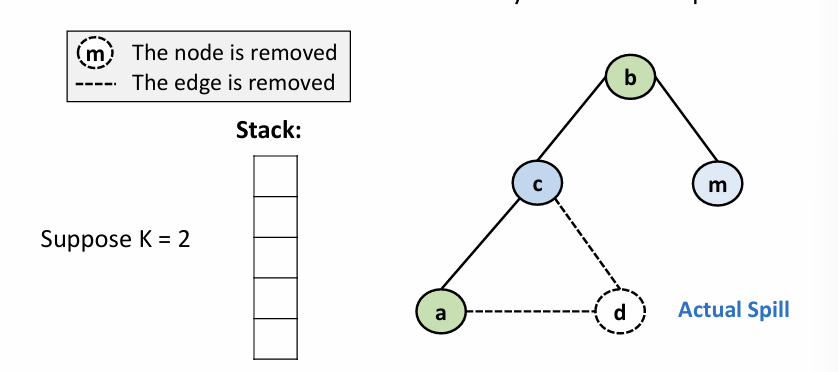 m The node is removed
The edge is removed
Stack:
Suppose K = 2
b
c
m
a
d
Actual Spill